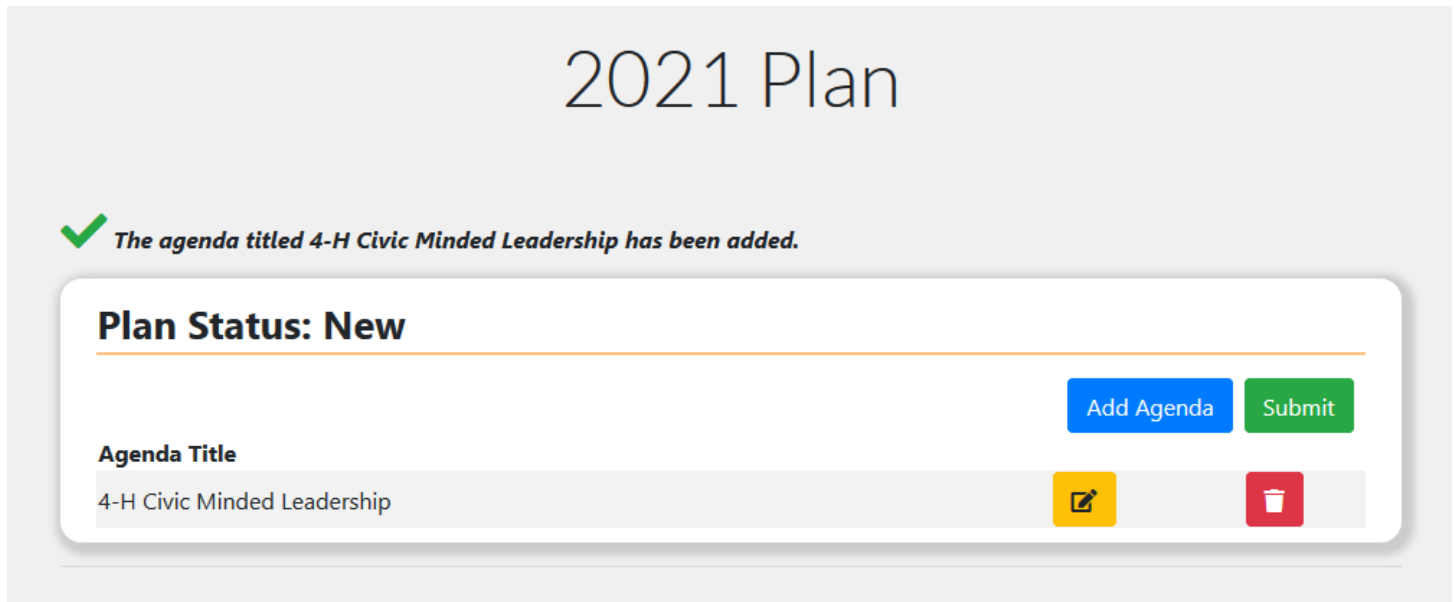 2021 Plan
The agenda titled 4-H Civic Minded Leadership has been added.
Plan Status: New
Add Agenda Submit
Agenda Title
4-H Civic Minded Leadership